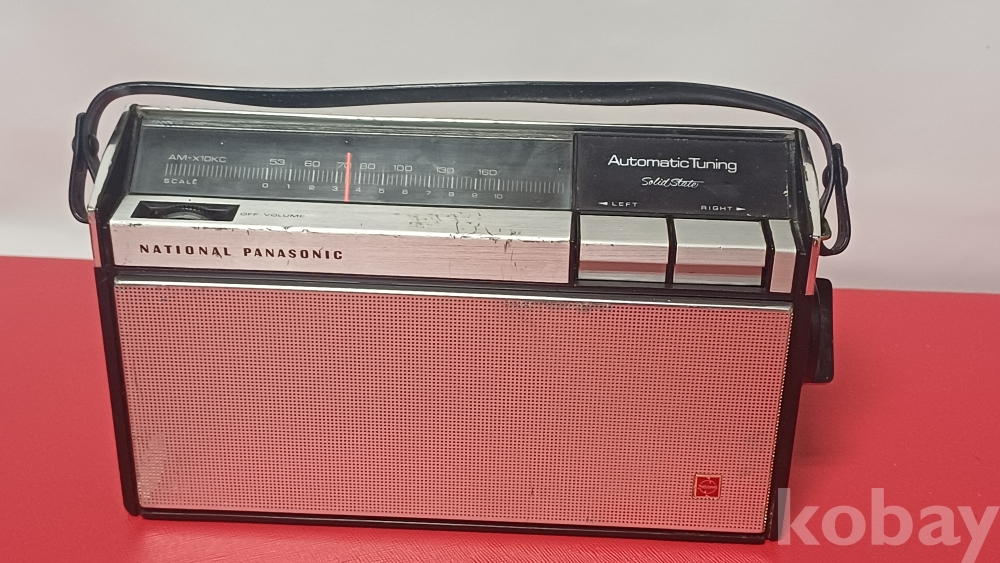 AM-X10KC 53 60 70 80 100 130 160
SCALE 0 1 2 3 4 5 6 7 8 9 10
Automatic Tuning
Solid State
◄ LEFT RIGHT ►
OFF VOLUME
NATIONAL PANASONIC
kobay